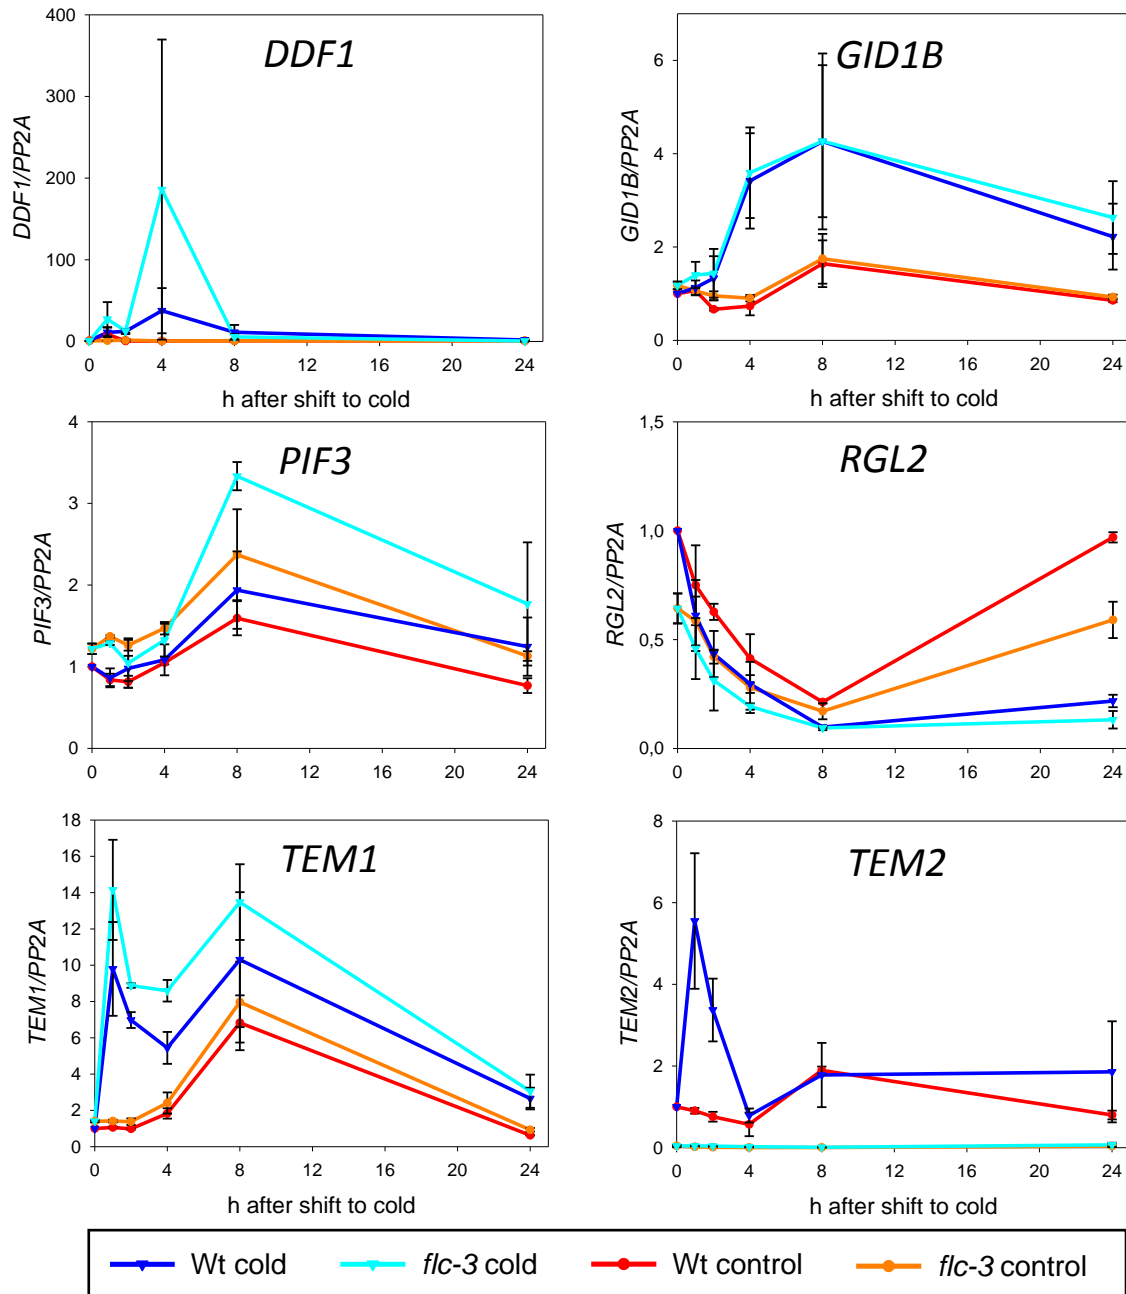 DDF1
DDF1/PP2A
400
300
200
100
0
0 4 8 12 16 20 24
h after shift to cold
GID1B
GID1B/PP2A
6
4
2
0
0 4 8 12 16 20 24
h after shift to cold
PIF3
PIF3/PP2A
4
3
2
1
0
0 4 8 12 16 20 24
RGL2
RGL2/PP2A
1,5
1,0
0,5
0,0
0 4 8 12 16 20 24
TEM1
TEM1/PP2A
18
16
14
12
10
8
6
4
2
0
0 4 8 12 16 20 24
h after shift to cold
TEM2
TEM2/PP2A
8
6
4
2
0
0 4 8 12 16 20 24
h after shift to cold
Wt cold flc-3 cold Wt control flc-3 control